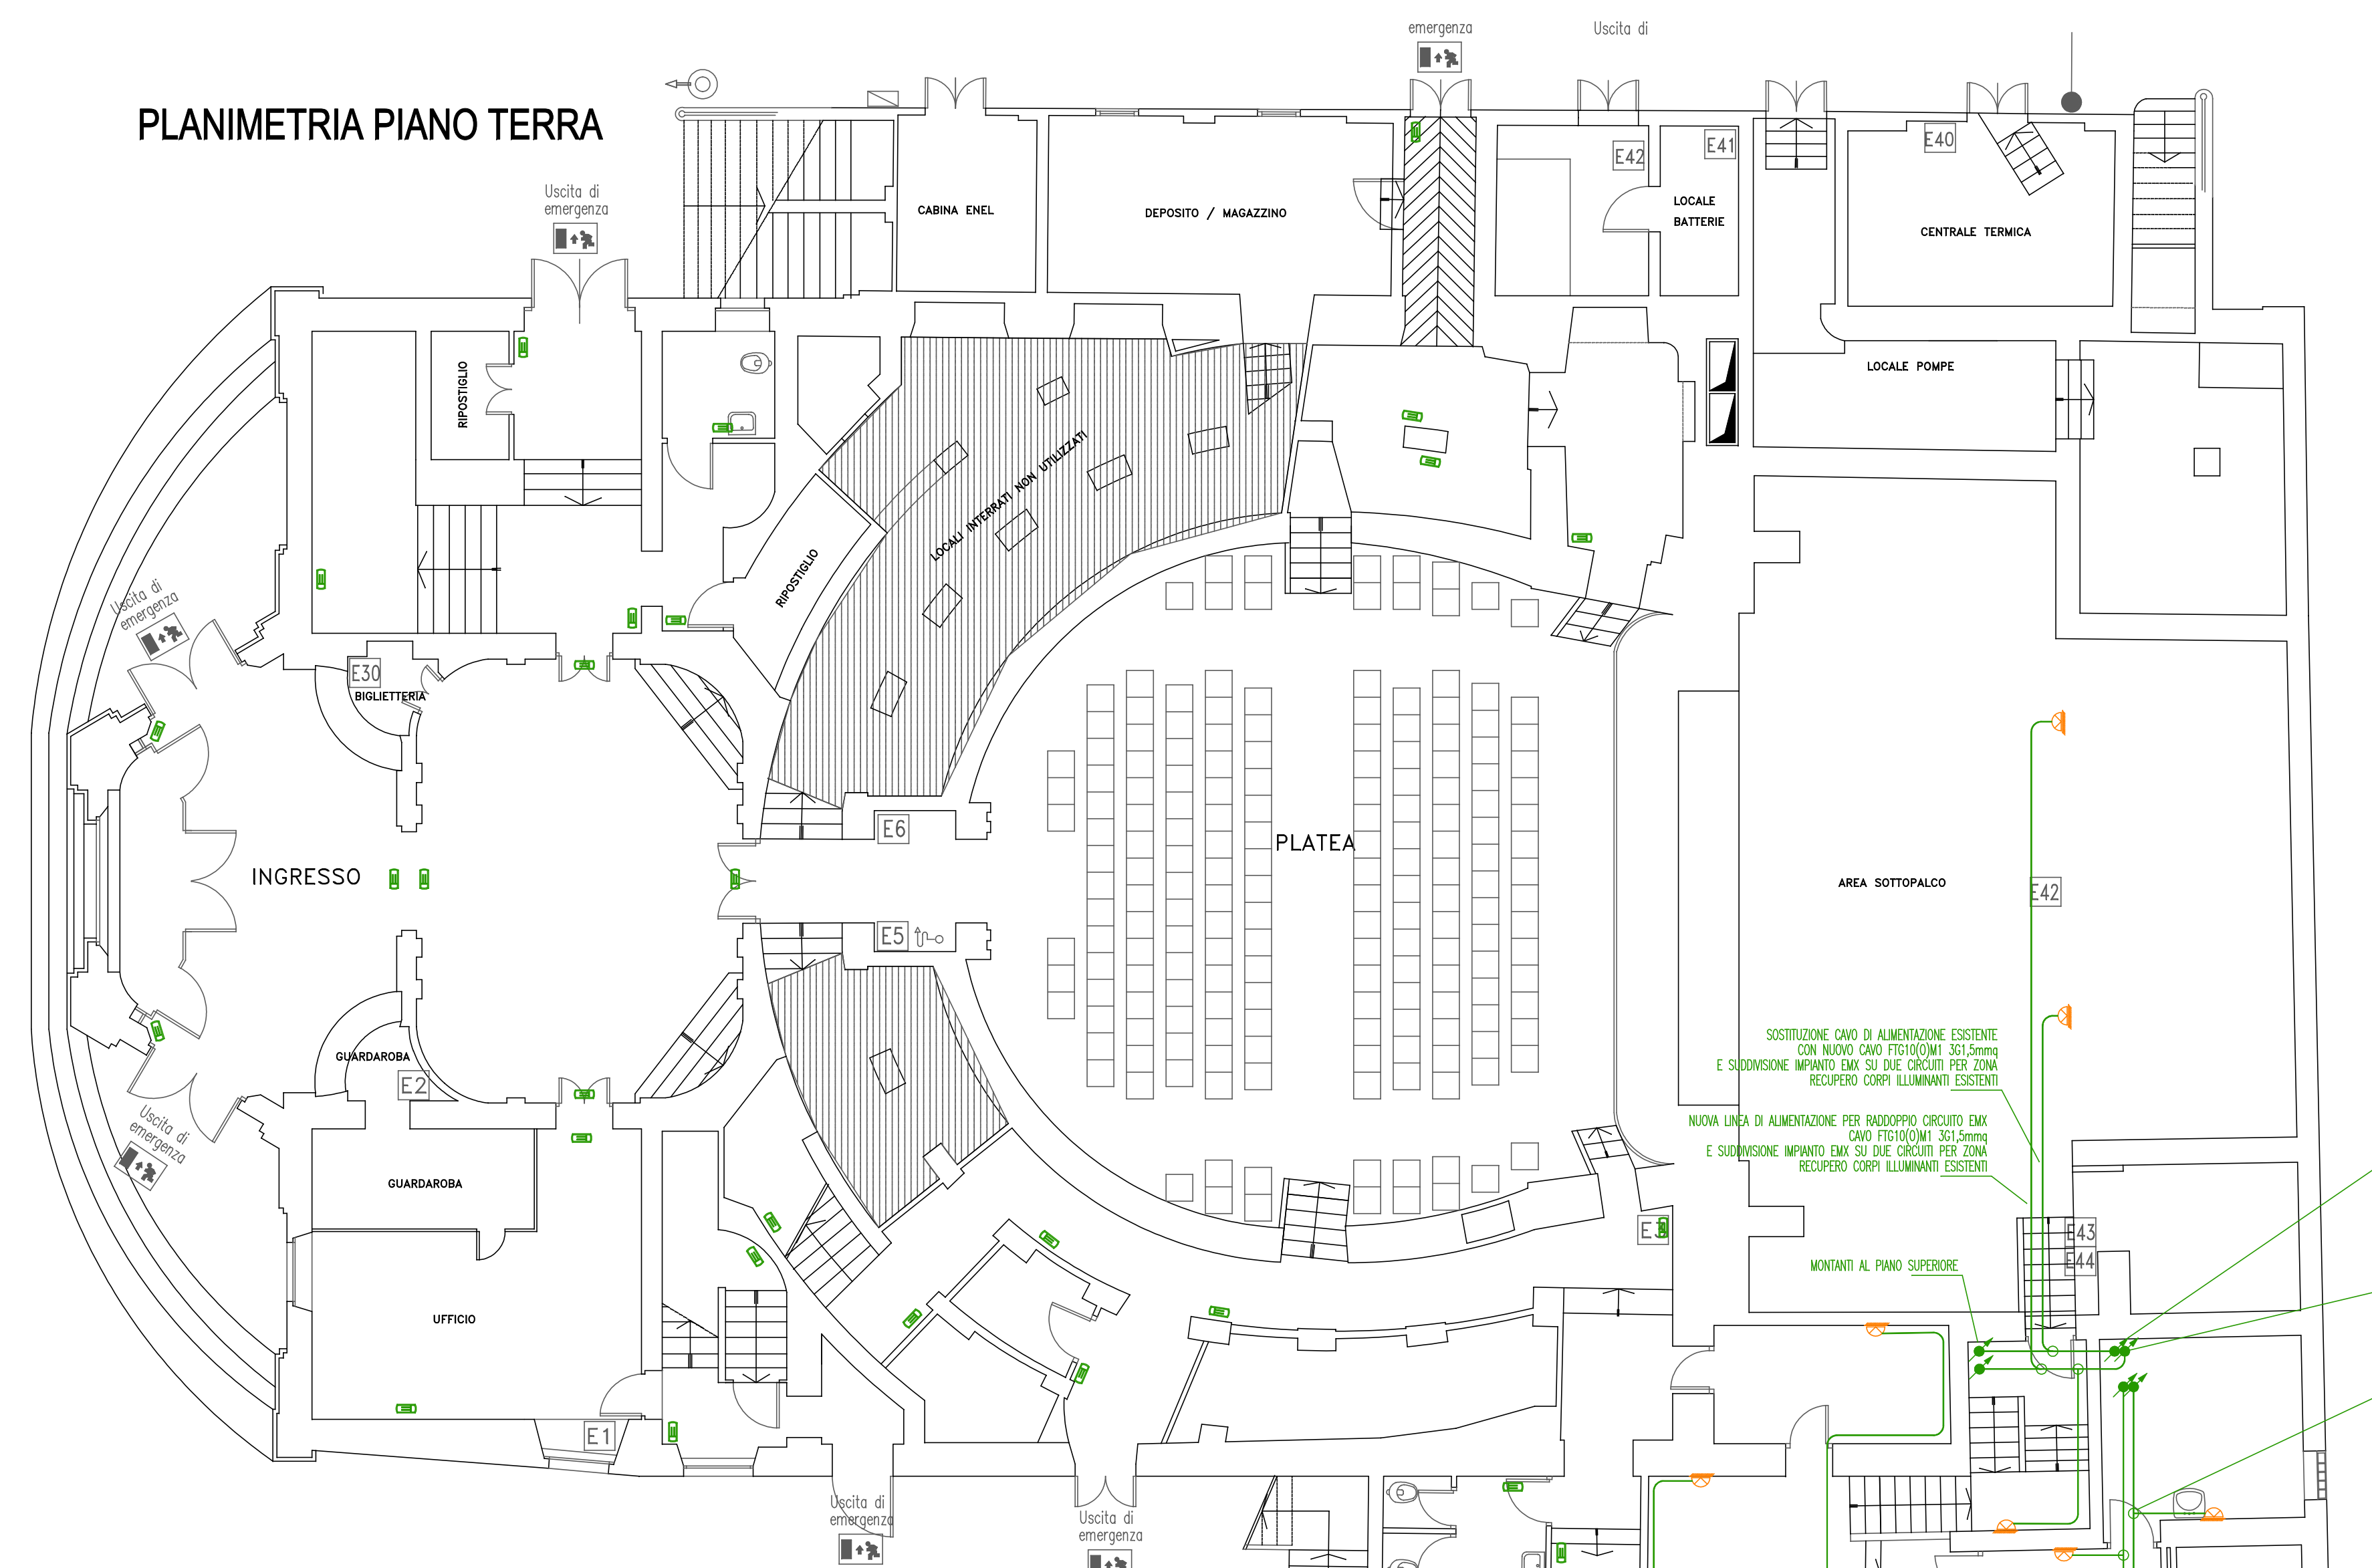 emergenza
Uscita di
PLANIMETRIA PIANO TERRA
Uscita di
emergenza
CABINA ENEL
DEPOSITO / MAGAZZINO
E42
E41
LOCALE
BATTERIE
E40
CENTRALE TERMICA
RIPOSTIGLIO
LOCALE POMPE
LOCALI INTERRATI NON UTILIZZATI
RIPOSTIGLIO
Uscita di
emergenza
E30
BIGLIETTERIA
E6
PLATEA
INGRESSO
AREA SOTTOPALCO
E42
E5
SOSTITUZIONE CAVO DI ALIMENTAZIONE ESISTENTE
CON NUOVO CAVO FTG10(O)M1 3G1,5mmq
E SUDDIVISIONE IMPIANTO EMX SU DUE CIRCUITI PER ZONA
RECUPERO CORPI ILLUMINANTI ESISTENTI
GUARDAROBA
E2
NUOVA LINEA DI ALIMENTAZIONE PER RADDOPPIO CIRCUITO EMX
CAVO FTG10(O)M1 3G1,5mmq
E SUDDIVISIONE IMPIANTO EMX SU DUE CIRCUITI PER ZONA
RECUPERO CORPI ILLUMINANTI ESISTENTI
Uscita di
emergenza
GUARDAROBA
E3
E43
E44
MONTANTI AL PIANO SUPERIORE
UFFICIO
E1
Uscita di
emergenza
Uscita di
emergenza